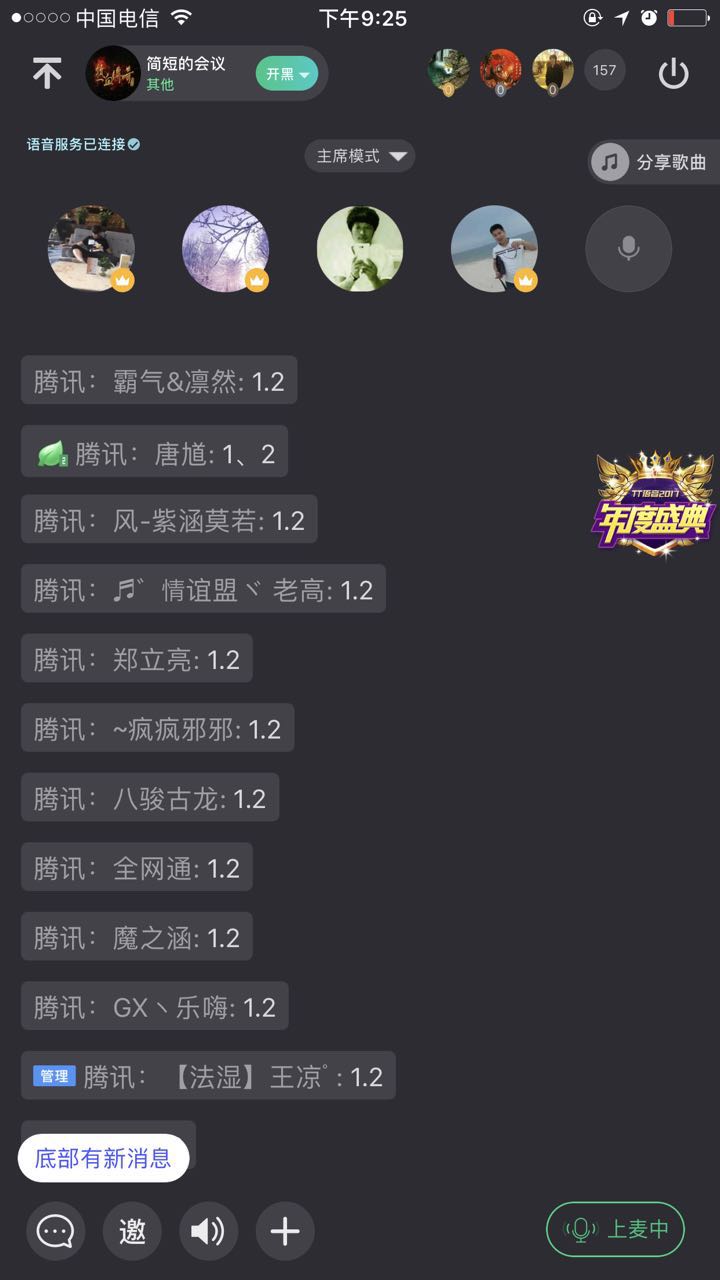 中国电信 下午9:25
简短的会议
其他
开黑
0 0 0 157
语音服务已连接
主席模式
分享歌曲
腾讯： 霸气&凛然: 1.2
2 腾讯： 唐馗: 1、2
腾讯： 风-紫涵莫若: 1.2
TT语音2017
年度盛典
腾讯： ♬゛ 情谊盟ヾ 老高: 1.2
腾讯： 郑立亮: 1.2
腾讯： ~疯疯邪邪: 1.2
腾讯： 八骏古龙: 1.2
腾讯： 全网通: 1.2
腾讯： 魔之涵: 1.2
腾讯： GX丶乐嗨: 1.2
管理 腾讯： 【法湿】王凉゜: 1.2
底部有新消息
邀
上麦中